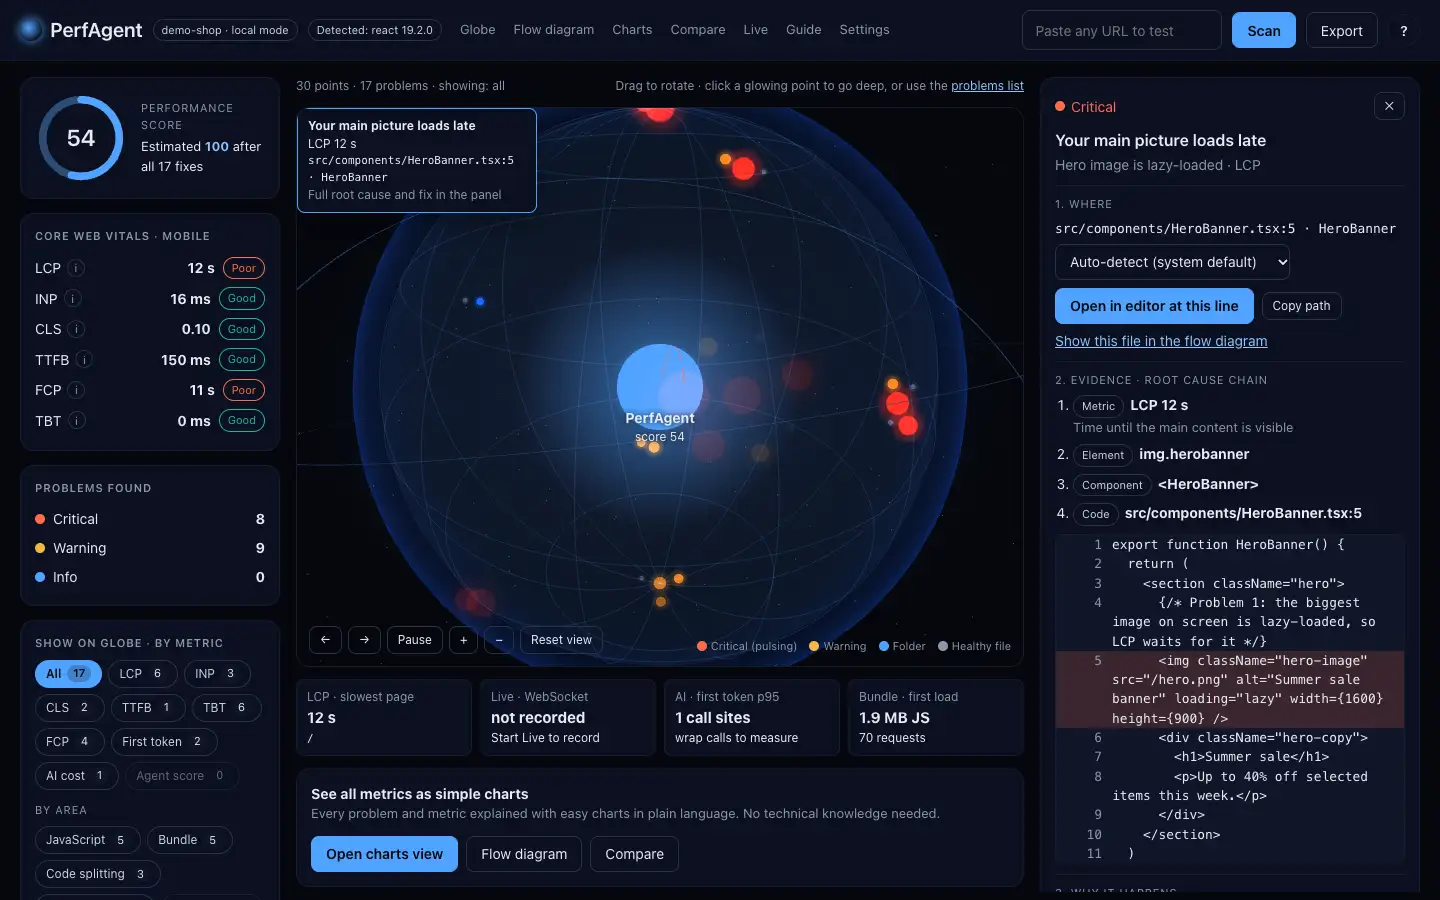 PerfAgent
demo-shop · local mode
Detected: react 19.2.0
Globe
Flow diagram
Charts
Compare
Live
Guide
Settings
Paste any URL to test
Scan
Export
?
54
PERFORMANCE
SCORE
Estimated 100 after
all 17 fixes
CORE WEB VITALS · MOBILE
LCP i 12 s Poor
INP i 16 ms Good
CLS i 0.10 Good
TTFB i 150 ms Good
FCP i 11 s Poor
TBT i 0 ms Good
PROBLEMS FOUND
Critical 8
Warning 9
Info 0
SHOW ON GLOBE · BY METRIC
All 17
LCP 6
INP 3
CLS 2
TTFB 1
TBT 6
FCP 4
First token 2
AI cost 1
Agent score 0
BY AREA
JavaScript 5
Bundle 5
Code splitting 3
30 points · 17 problems · showing: all
Drag to rotate · click a glowing point to go deep, or use the problems list
Your main picture loads late
LCP 12 s
src/components/HeroBanner.tsx:5
· HeroBanner
Full root cause and fix in the panel
PerfAgent
score 54
←
→
Pause
+
−
Reset view
Critical (pulsing)
Warning
Folder
Healthy file
LCP · slowest page
12 s
/
Live · WebSocket
not recorded
Start Live to record
AI · first token p95
1 call sites
wrap calls to measure
Bundle · first load
1.9 MB JS
70 requests
See all metrics as simple charts
Every problem and metric explained with easy charts in plain language. No technical knowledge needed.
Open charts view
Flow diagram
Compare
Critical
✕
Your main picture loads late
Hero image is lazy-loaded · LCP
1. WHERE
src/components/HeroBanner.tsx:5 · HeroBanner
Auto-detect (system default)
Open in editor at this line
Copy path
Show this file in the flow diagram
2. EVIDENCE · ROOT CAUSE CHAIN
1. Metric LCP 12 s
Time until the main content is visible
2. Element img.herobanner
3. Component <HeroBanner>
4. Code src/components/HeroBanner.tsx:5
1 export function HeroBanner() {
2 return (
3 <section className="hero">
4 {/* Problem 1: the biggest
image on screen is lazy-loaded, so
LCP waits for it */}
5 <img className="hero-image"
src="/hero.png" alt="Summer sale
banner" loading="lazy" width={1600}
height={900} />
6 <div className="hero-copy">
7 <h1>Summer sale</h1>
8 <p>Up to 40% off selected
items this week.</p>
9 </div>
10 </section>
11 )